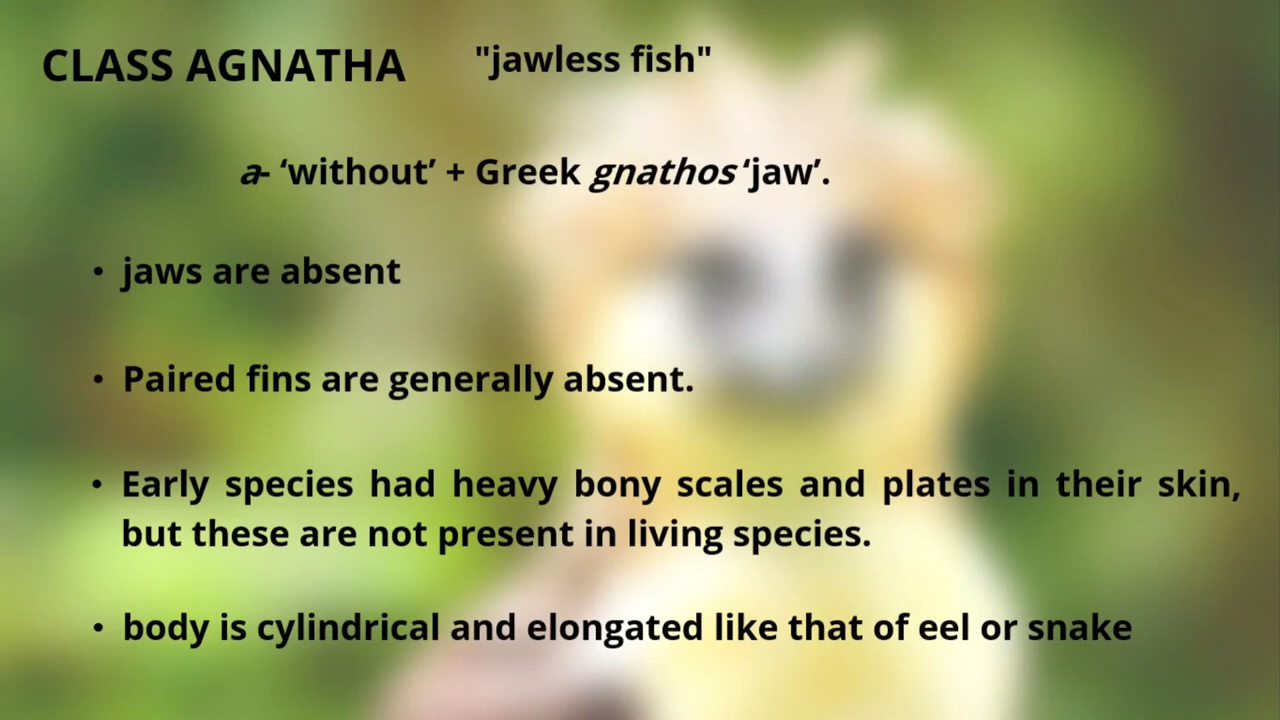 CLASS AGNATHA "jawless fish"
a- ‘without’ + Greek gnathos ‘jaw’.
• jaws are absent
• Paired fins are generally absent.
• Early species had heavy bony scales and plates in their skin,
but these are not present in living species.
• body is cylindrical and elongated like that of eel or snake